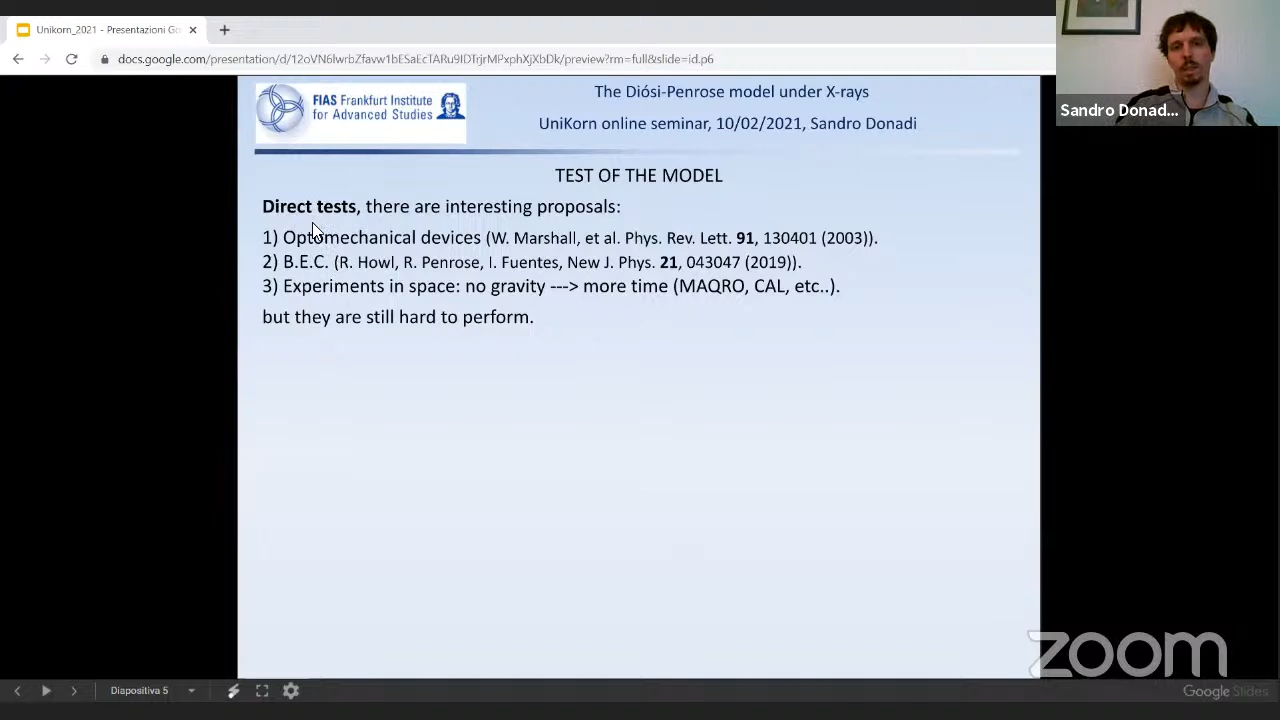 Unikorn_2021 - Presentazioni Go
docs.google.com/presentation/d/12oVN6lwrbZfavw1bESaEcTARu9IDTrjrMPxphXjXbDk/preview?rm=full&slide=id.p6
Sandro Donad...
FIAS Frankfurt Institute
for Advanced Studies
The Diósi-Penrose model under X-rays
UniKorn online seminar, 10/02/2021, Sandro Donadi
TEST OF THE MODEL
Direct tests, there are interesting proposals:
1) Optomechanical devices (W. Marshall, et al. Phys. Rev. Lett. 91, 130401 (2003)).
2) B.E.C. (R. Howl, R. Penrose, I. Fuentes, New J. Phys. 21, 043047 (2019)).
3) Experiments in space: no gravity ---> more time (MAQRO, CAL, etc..).
but they are still hard to perform.
zoom
Diapositiva 5
Google Slides